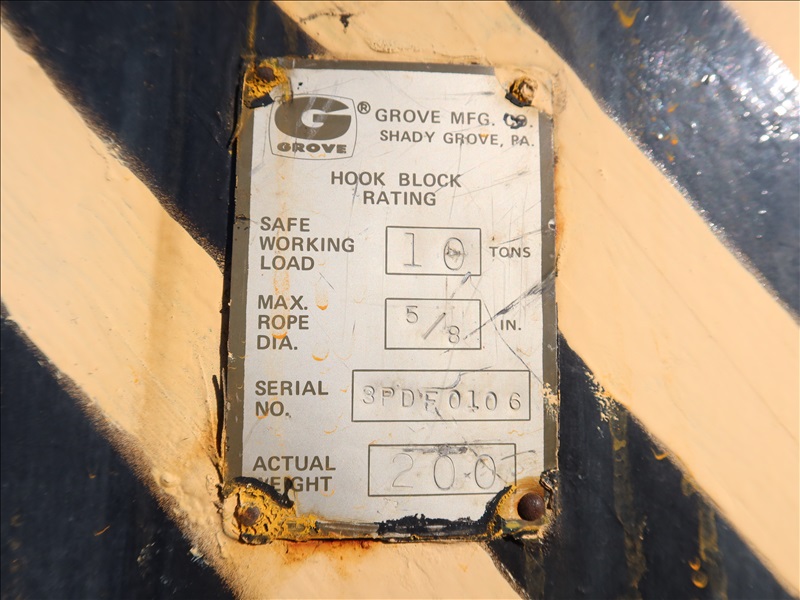 G
GROVE ®
GROVE MFG. CO.
SHADY GROVE, PA.
HOOK BLOCK
RATING
SAFE
WORKING
LOAD
10 TONS
MAX.
ROPE
DIA.
5/8 IN.
SERIAL
NO.
3PDF0106
ACTUAL
WEIGHT
200